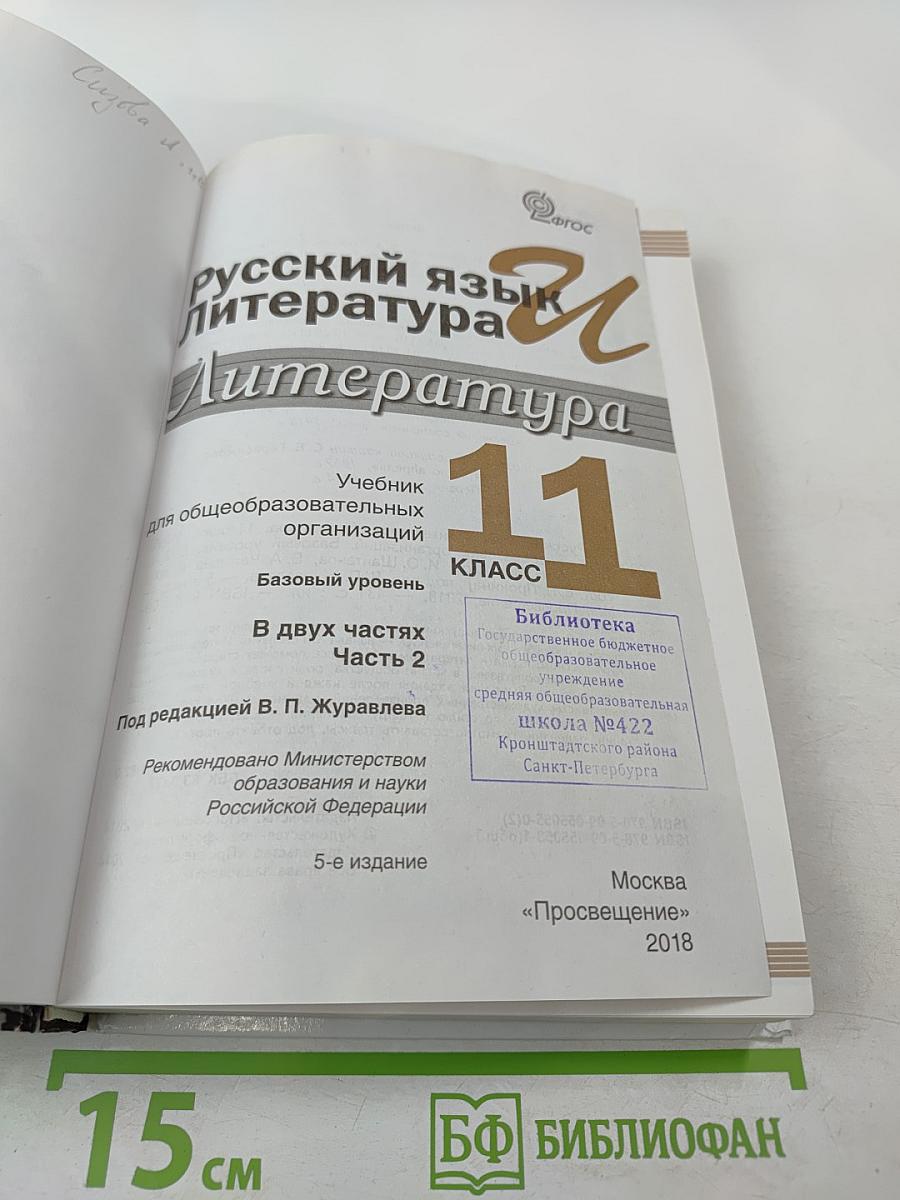 Сизова
ФГОС
Русский язык и
Литература
Литература
11
КЛАСС
Учебник
для общеобразовательных
организаций
Базовый уровень
В двух частях
Часть 2
Под редакцией В. П. Журавлева
Рекомендовано Министерством
образования и науки
Российской Федерации
5-е издание
Библиотека
Государственное бюджетное
общеобразовательное
учреждение
средняя общеобразовательная
школа №422
Кронштадтского района
Санкт-Петербурга
Москва
«Просвещение»
2018
15 см
БФ БИБЛИОФАН